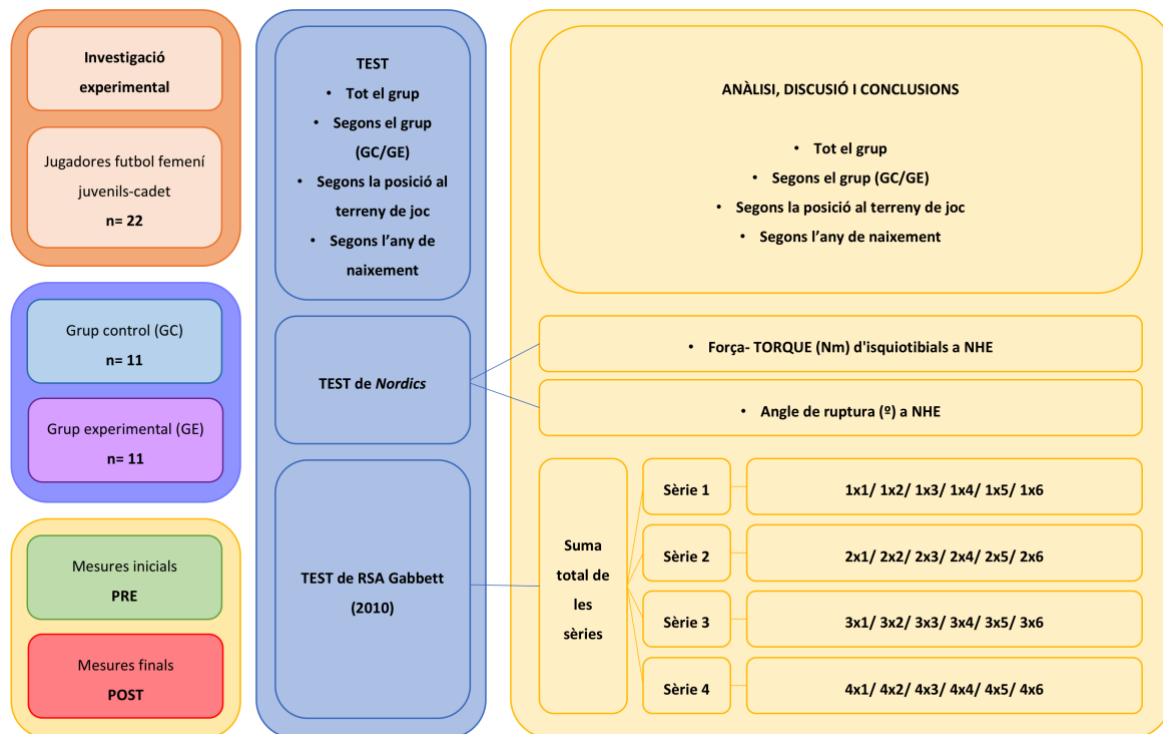 Investigació
experimental
Jugadores futbol femení
juvenils-cadet
n= 22
Grup control (GC)
n= 11
Grup experimental (GE)
n= 11
Mesures inicials
PRE
Mesures finals
POST
TEST
• Tot el grup
• Segons el grup
(GC/GE)
• Segons la posició al
terreny de joc
• Segons l’any de
naixement
TEST de Nordics
TEST de RSA Gabbett
(2010)
ANÀLISI, DISCUSIÓ I CONCLUSIONS
• Tot el grup
• Segons el grup (GC/GE)
• Segons la posició al terreny de joc
• Segons l’any de naixement
• Força- TORQUE (Nm) d'isquiotibials a NHE
• Angle de ruptura (º) a NHE
Suma
total de
les
sèries
Sèrie 1
1x1/ 1x2/ 1x3/ 1x4/ 1x5/ 1x6
Sèrie 2
2x1/ 2x2/ 2x3/ 2x4/ 2x5/ 2x6
Sèrie 3
3x1/ 3x2/ 3x3/ 3x4/ 3x5/ 3x6
Sèrie 4
4x1/ 4x2/ 4x3/ 4x4/ 4x5/ 4x6